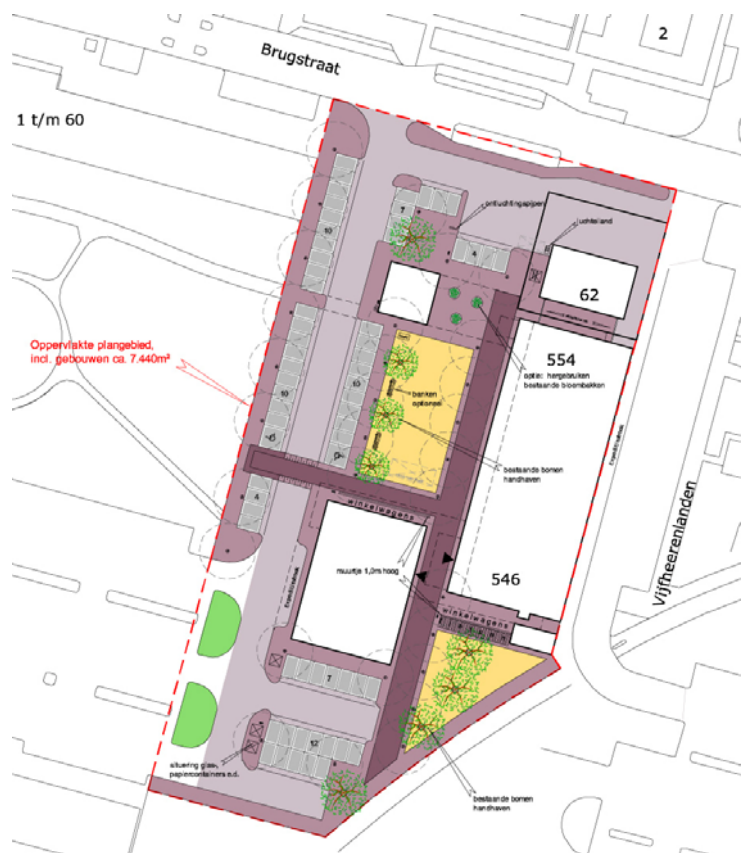 Brugstraat
2
1 t/m 60
ontluchtingspijpen
7
10
luchteiland
4
62
Oppervlakte plangebied,
incl. gebouwen ca. 7.440m²
554
optie: hergebruiken
bestaande bloembakken
10
10
banken
optioneel
bestaande bomen
handhaven
4
winkelwagens
muurtje 1,0m hoog
546
winkelwagens
Vijfheerenlanden
7
12
situering glas-,
papiercontainers e.d.
bestaande bomen
handhaven